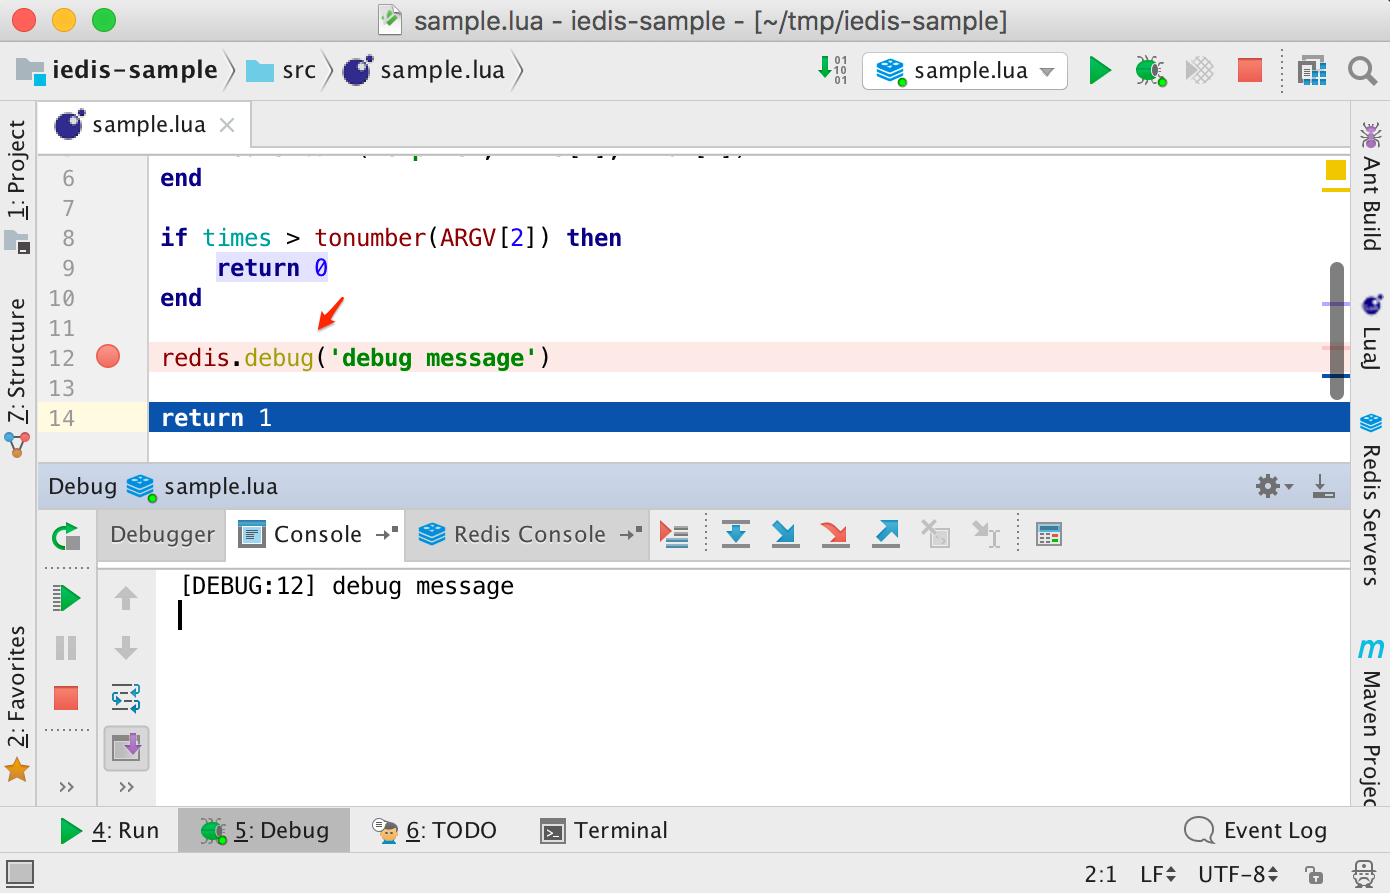 sample.lua - iedis-sample - [~/tmp/iedis-sample]
iedis-sample src sample.lua 01 10 01 sample.lua
sample.lua
6 end
7
8 if times > tonumber(ARGV[2]) then
9 return 0
10 end
11
12 redis.debug('debug message')
13
14 return 1
Debug sample.lua
Debugger Console Redis Console
[DEBUG:12] debug message
1: Project
7: Structure
2: Favorites
Ant Build
LuaJ
Redis Servers
m
Maven Projec
4: Run 5: Debug 6: TODO Terminal Event Log
2:1 LF UTF-8